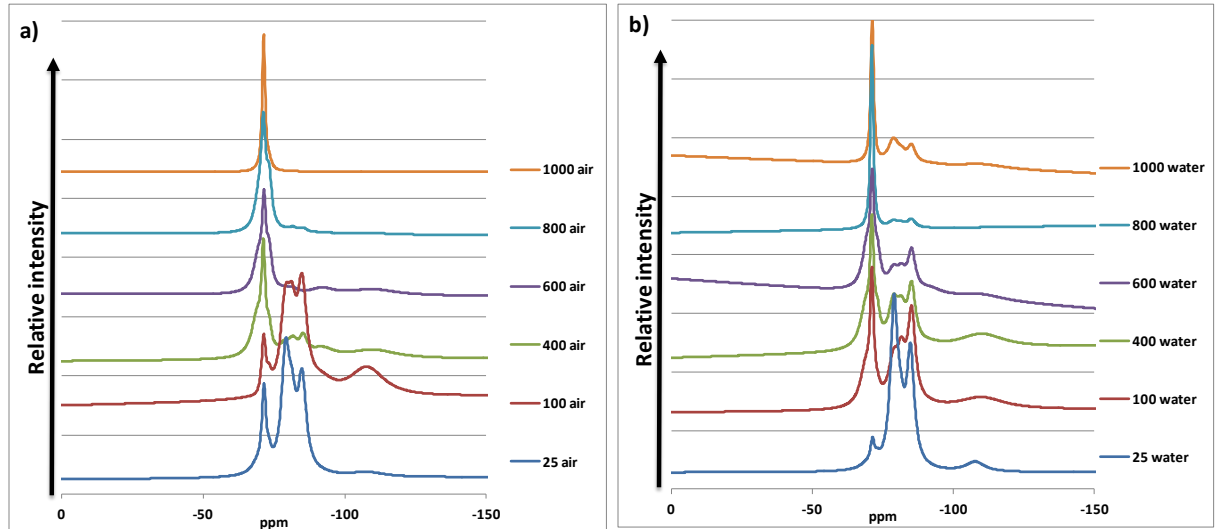 a)
Relative intensity
1000 air
800 air
600 air
400 air
100 air
25 air
0
-50
-100
-150
ppm
b)
Relative intensity
1000 water
800 water
600 water
400 water
100 water
25 water
0
-50
-100
-150
ppm